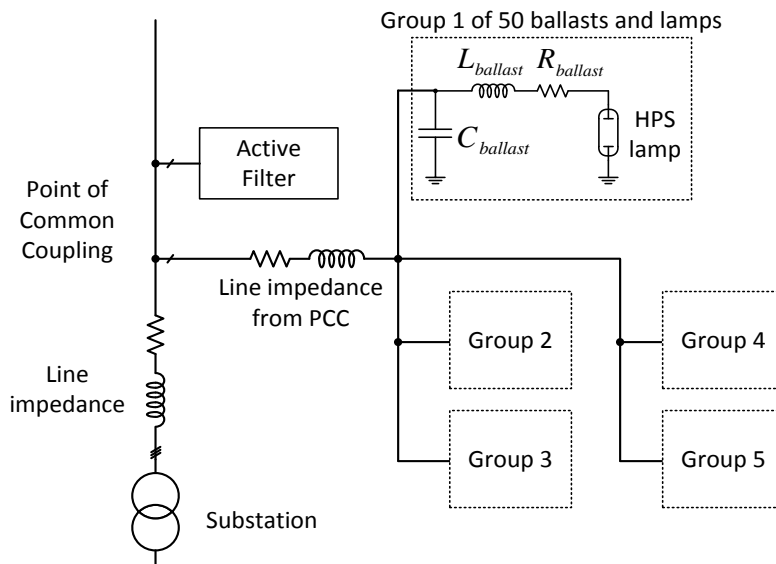 Group 1 of 50 ballasts and lamps
L_ballast
R_ballast
C_ballast
HPS
lamp
Active
Filter
Point of
Common
Coupling
Line impedance
from PCC
Group 2
Group 4
Line
impedance
Group 3
Group 5
Substation